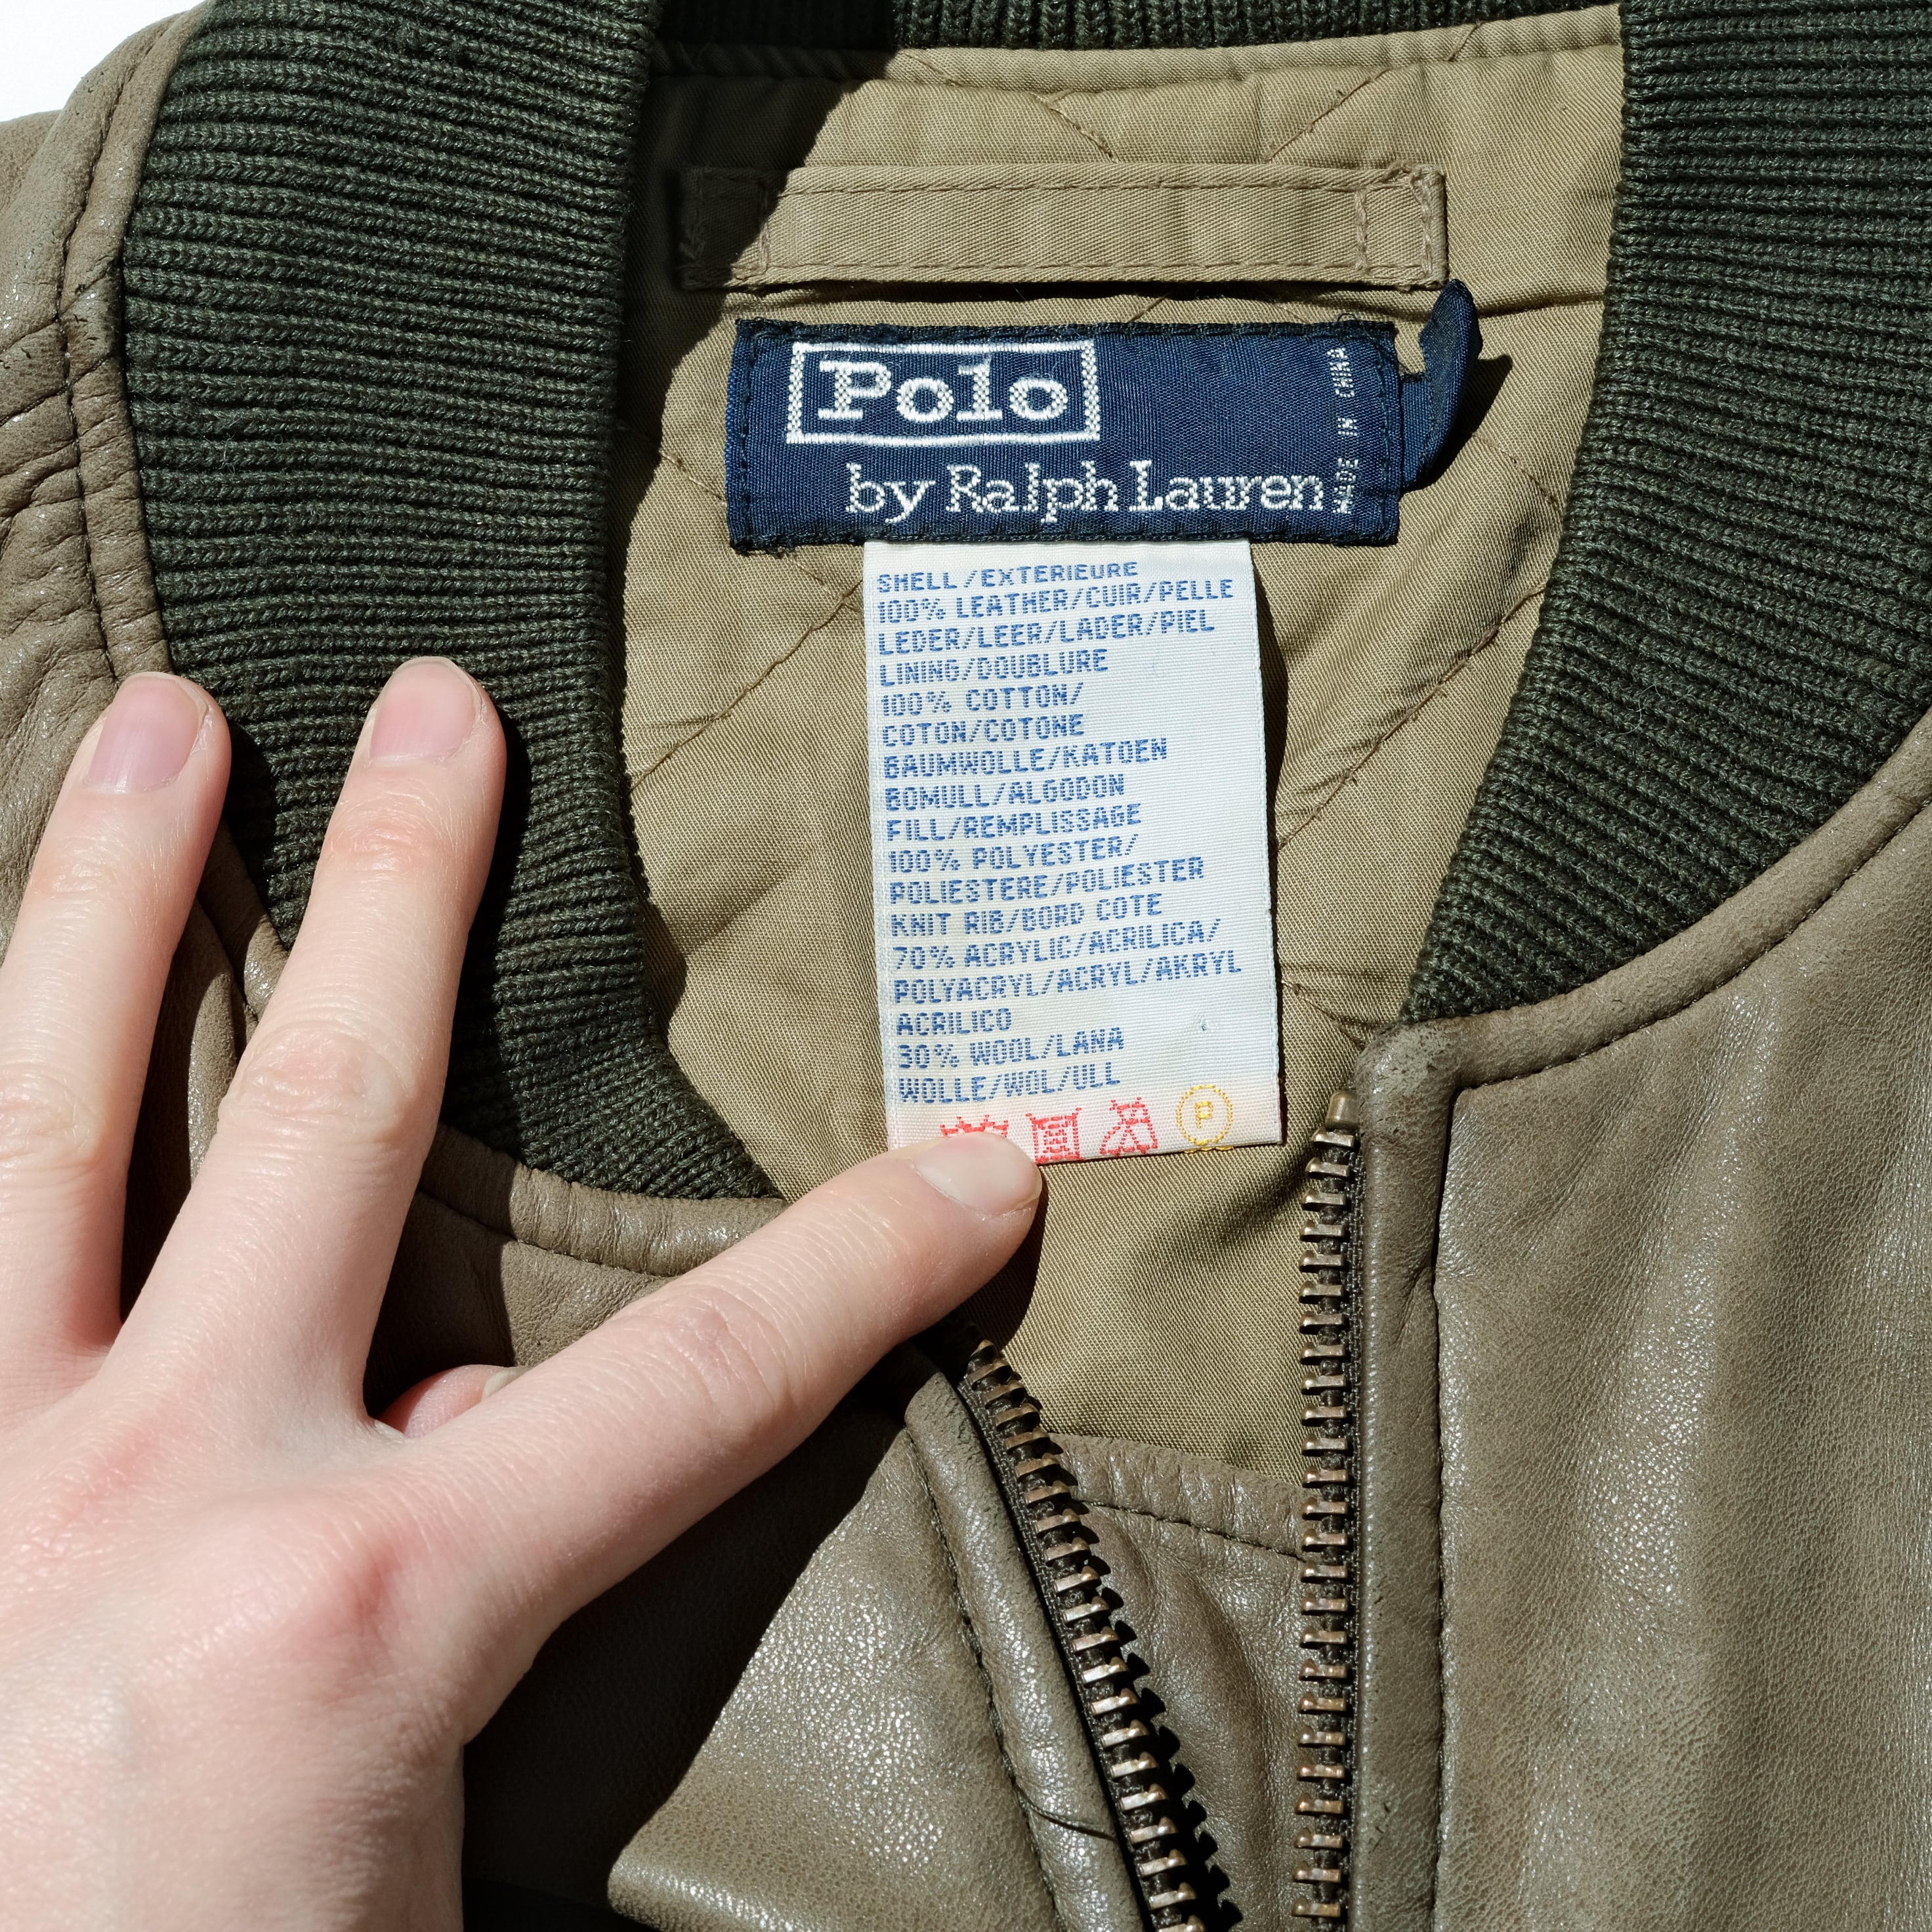 Polo
by Ralph Lauren
MADE IN CHINA
SHELL/EXTERIEURE
100% LEATHER/CUIR/PELLE
LEDER/LEER/LADER/PIEL
LINING/DOUBLURE
100% COTTON/
COTON/COTONE
BAUMWOLLE/KATOEN
BOMULL/ALGODON
FILL/REMPLISSAGE
100% POLYESTER/
POLIESTERE/POLIESTER
KNIT RIB/BORD COTE
70% ACRYLIC/ACRILICA/
POLYACRYL/ACRYL/AKRYL
ACRILICO
30% WOOL/LANA
WOLLE/WOL/ULL
P